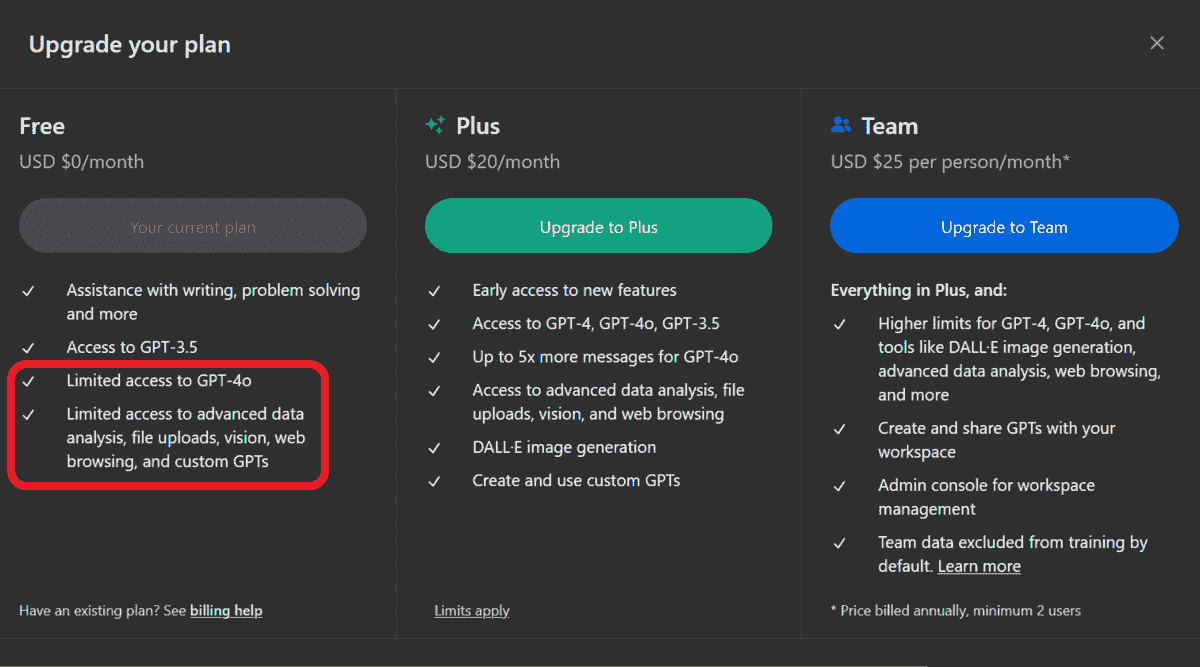 Upgrade your plan
Free
USD $0/month
Your current plan
Assistance with writing, problem solving
and more
Access to GPT-3.5
Limited access to GPT-4o
Limited access to advanced data
analysis, file uploads, vision, web
browsing, and custom GPTs
Have an existing plan? See billing help
Plus
USD $20/month
Upgrade to Plus
Early access to new features
Access to GPT-4, GPT-4o, GPT-3.5
Up to 5x more messages for GPT-4o
Access to advanced data analysis, file
uploads, vision, and web browsing
DALL·E image generation
Create and use custom GPTs
Limits apply
Team
USD $25 per person/month*
Upgrade to Team
Everything in Plus, and:
Higher limits for GPT-4, GPT-4o, and
tools like DALL·E image generation,
advanced data analysis, web browsing,
and more
Create and share GPTs with your
workspace
Admin console for workspace
management
Team data excluded from training by
default. Learn more
* Price billed annually, minimum 2 users